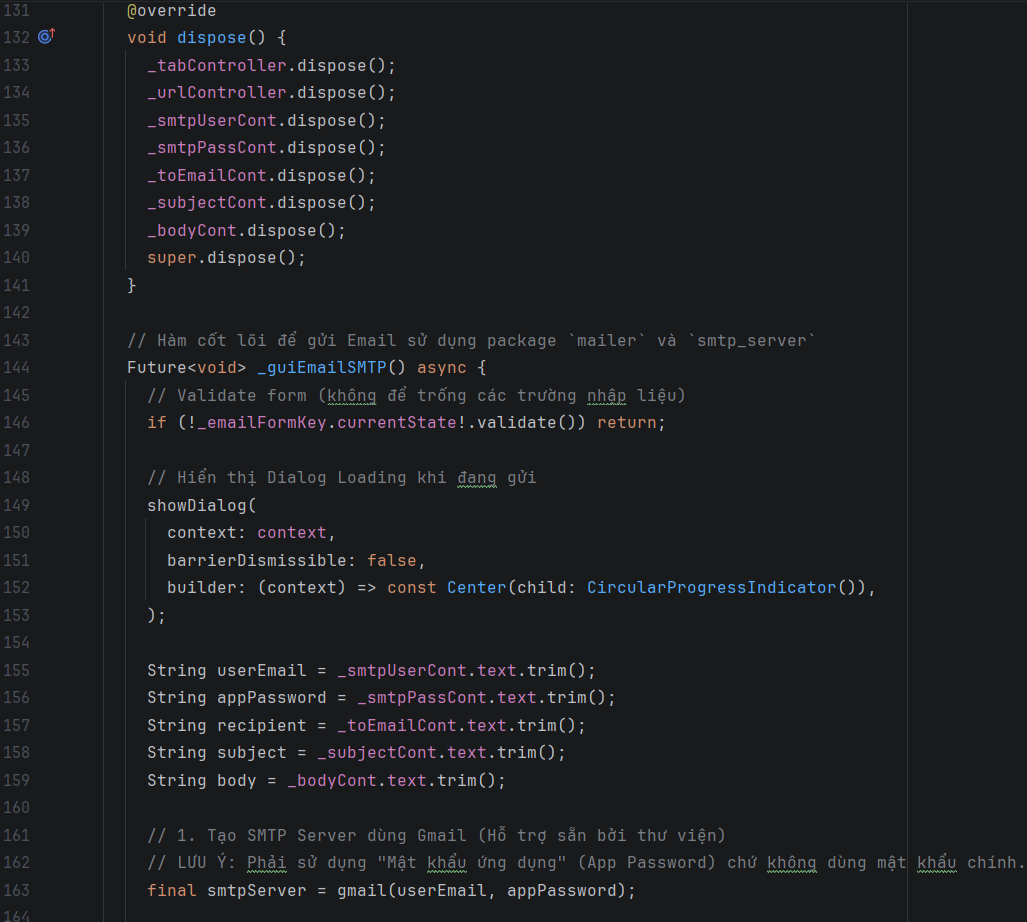 131 @override
132 void dispose() {
133 _tabController.dispose();
134 _urlController.dispose();
135 _smtpUserCont.dispose();
136 _smtpPassCont.dispose();
137 _toEmailCont.dispose();
138 _subjectCont.dispose();
139 _bodyCont.dispose();
140 super.dispose();
141 }
142
143 // Hàm cốt lõi để gửi Email sử dụng package `mailer` và `smtp_server`
144 Future<void> _guiEmailSMTP() async {
145 // Validate form (không để trống các trường nhập liệu)
146 if (!_emailFormKey.currentState!.validate()) return;
147
148 // Hiển thị Dialog Loading khi đang gửi
149 showDialog(
150 context: context,
151 barrierDismissible: false,
152 builder: (context) => const Center(child: CircularProgressIndicator()),
153 );
154
155 String userEmail = _smtpUserCont.text.trim();
156 String appPassword = _smtpPassCont.text.trim();
157 String recipient = _toEmailCont.text.trim();
158 String subject = _subjectCont.text.trim();
159 String body = _bodyCont.text.trim();
160
161 // 1. Tạo SMTP Server dùng Gmail (Hỗ trợ sẵn bởi thư viện)
162 // LƯU Ý: Phải sử dụng "Mật khẩu ứng dụng" (App Password) chứ không dùng mật khẩu chính.
163 final smtpServer = gmail(userEmail, appPassword);
164